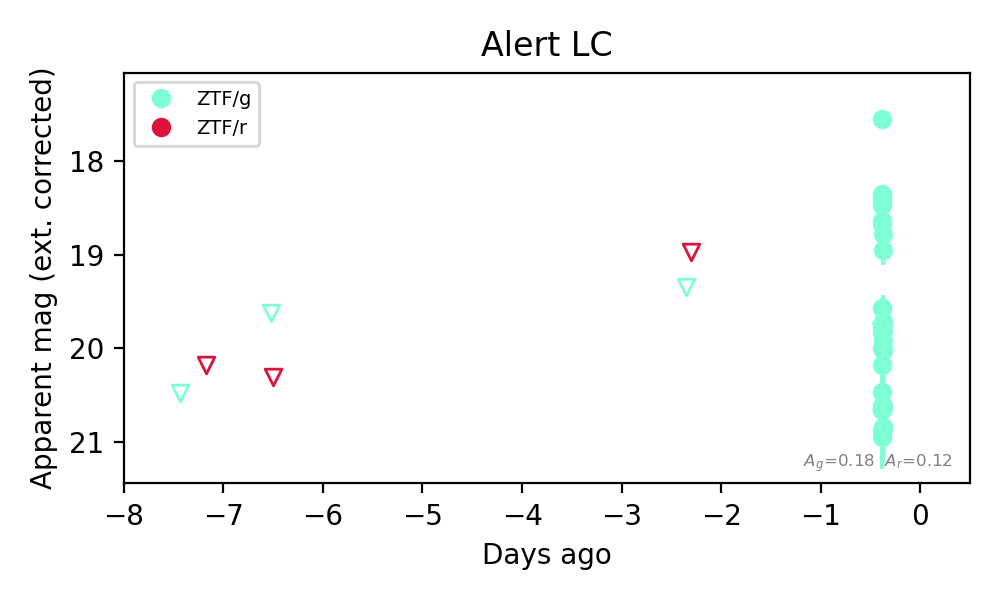 Alert LC
Apparent mag (ext. corrected)
ZTF/g
ZTF/r
18
19
20
21
A_g=0.18 A_r=0.12
−8 −7 −6 −5 −4 −3 −2 −1 0
Days ago